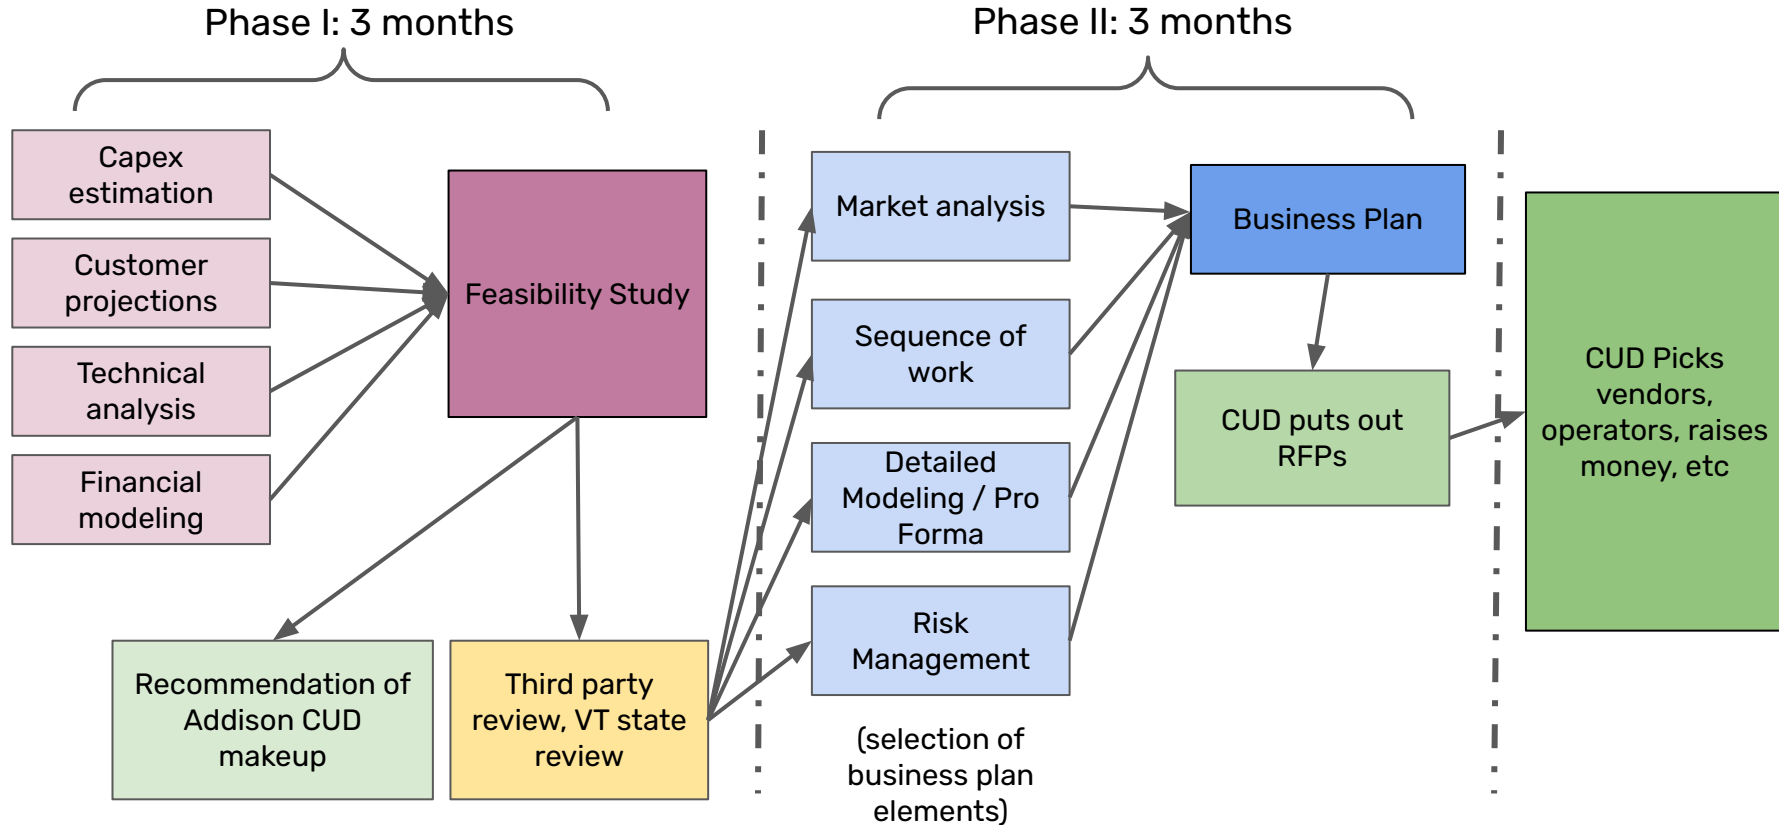 Phase I: 3 months
Phase II: 3 months
Capex
estimation
Customer
projections
Technical
analysis
Financial
modeling
Feasibility Study
Recommendation of
Addison CUD
makeup
Third party
review, VT state
review
Market analysis
Sequence of
work
Detailed
Modeling / Pro
Forma
Risk
Management
(selection of
business plan
elements)
Business Plan
CUD puts out
RFPs
CUD Picks
vendors,
operators, raises
money, etc